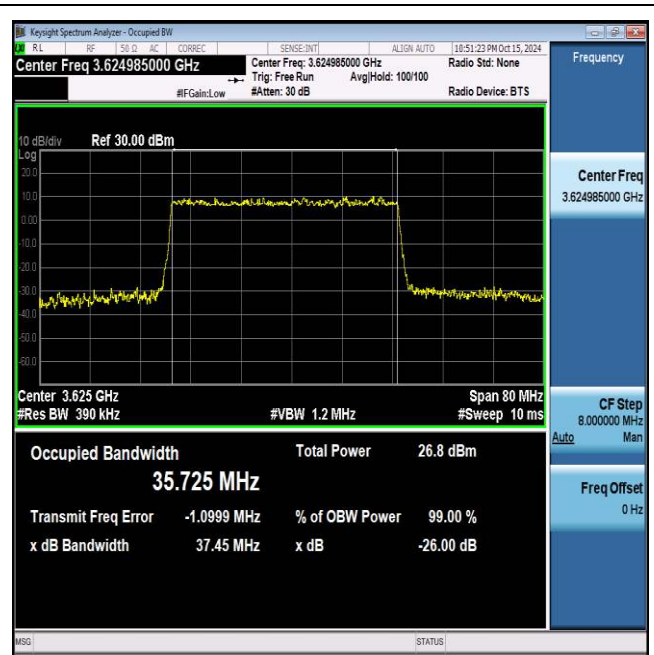 Keysight Spectrum Analyzer - Occupied BW
RL RF 50 Ω AC CORREC SENSE:INT ALIGN AUTO 10:51:23 PM Oct 15, 2024
Center Freq 3.624985000 GHz
Center Freq: 3.624985000 GHz
Radio Std: None
Trig: Free Run Avg|Hold: 100/100
#IFGain:Low #Atten: 30 dB Radio Device: BTS
10 dB/div Ref 30.00 dBm
Log
20.0
10.0
0.00
-10.0
-20.0
-30.0
-40.0
-50.0
-60.0
Center 3.625 GHz Span 80 MHz
#Res BW 390 kHz #VBW 1.2 MHz #Sweep 10 ms
Occupied Bandwidth Total Power 26.8 dBm
35.725 MHz
Transmit Freq Error -1.0999 MHz % of OBW Power 99.00 %
x dB Bandwidth 37.45 MHz x dB -26.00 dB
MSG STATUS
Frequency
Center Freq
3.624985000 GHz
CF Step
8.000000 MHz
Auto Man
Freq Offset
0 Hz